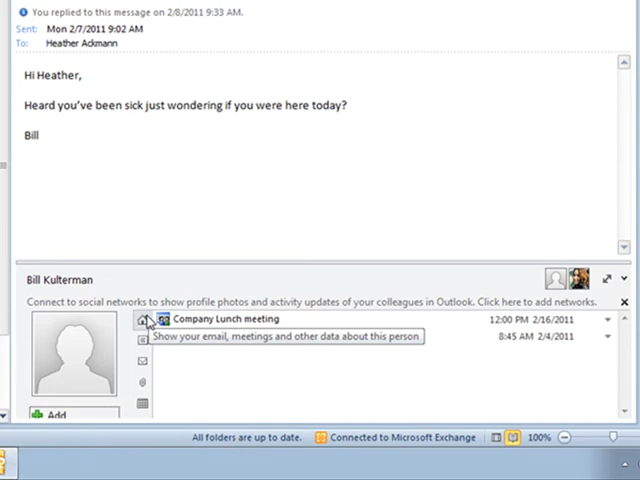 You replied to this message on 2/8/2011 9:33 AM.
Sent: Mon 2/7/2011 9:02 AM
To: Heather Ackmann
Hi Heather,
Heard you've been sick just wondering if you were here today?
Bill
Bill Kulterman
Connect to social networks to show profile photos and activity updates of your colleagues in Outlook. Click here to add networks.
Company Lunch meeting 12:00 PM 2/16/2011
Show your email, meetings and other data about this person 8:45 AM 2/4/2011
Add
All folders are up to date. Connected to Microsoft Exchange 100%